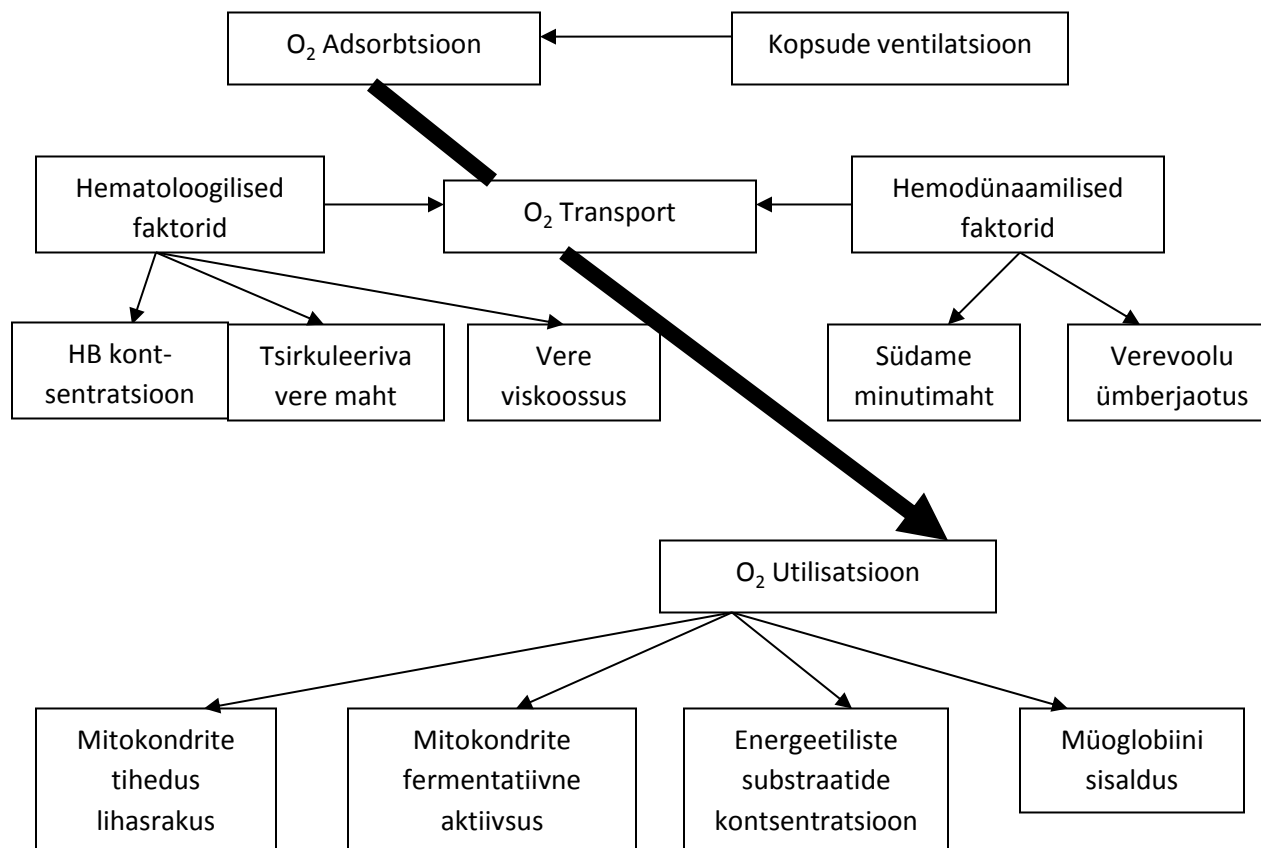 O₂ Adsorbtsioon
Kopsude ventilatsioon
Hematoloogilised
faktorid
O₂ Transport
Hemodünaamilised
faktorid
HB kont-
sentratsioon
Tsirkuleeriva
vere maht
Vere
viskoossus
Südame
minutimaht
Verevoolu
ümberjaotus
O₂ Utilisatsioon
Mitokondrite
tihedus
lihasrakus
Mitokondrite
fermentatiivne
aktiivsus
Energeetiliste
substraatide
kontsentratsioon
Müoglobiini
sisaldus